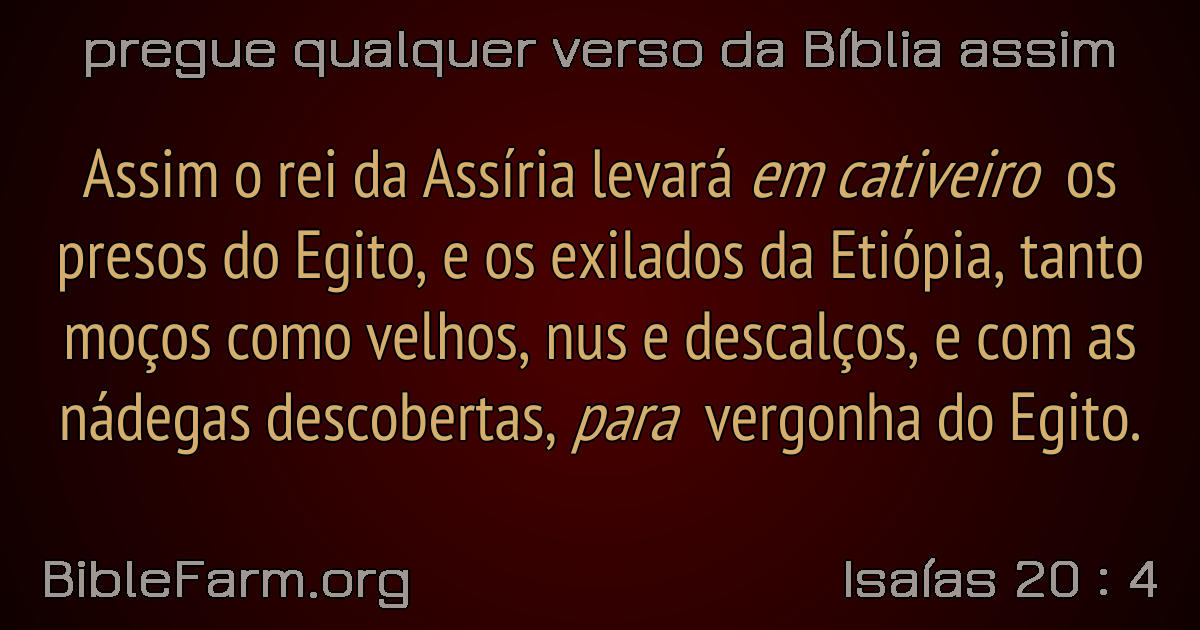 pregue qualquer verso da Bíblia assim
Assim o rei da Assíria levará em cativeiro os
presos do Egito, e os exilados da Etiópia, tanto
moços como velhos, nus e descalços, e com as
nádegas descobertas, para vergonha do Egito.
BibleFarm.org
Isaías 20 : 4